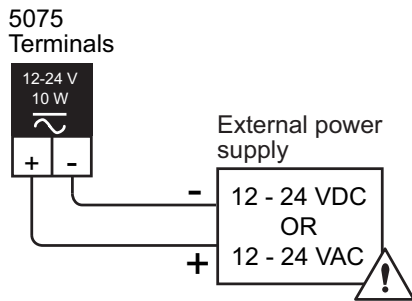 5075
Terminals
12-24 V
10 W
+ -
External power
supply
-
+
12 - 24 VDC
OR
12 - 24 VAC
!